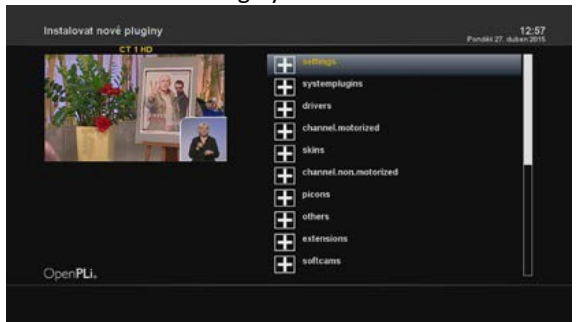 Instalovat nové pluginy
12:57
Pondělí 27. duben 2015
CT 1 HD
settings
systemplugins
drivers
channel.motorized
skins
channel.non.motorized
picons
others
extensions
softcams
OpenPLi.